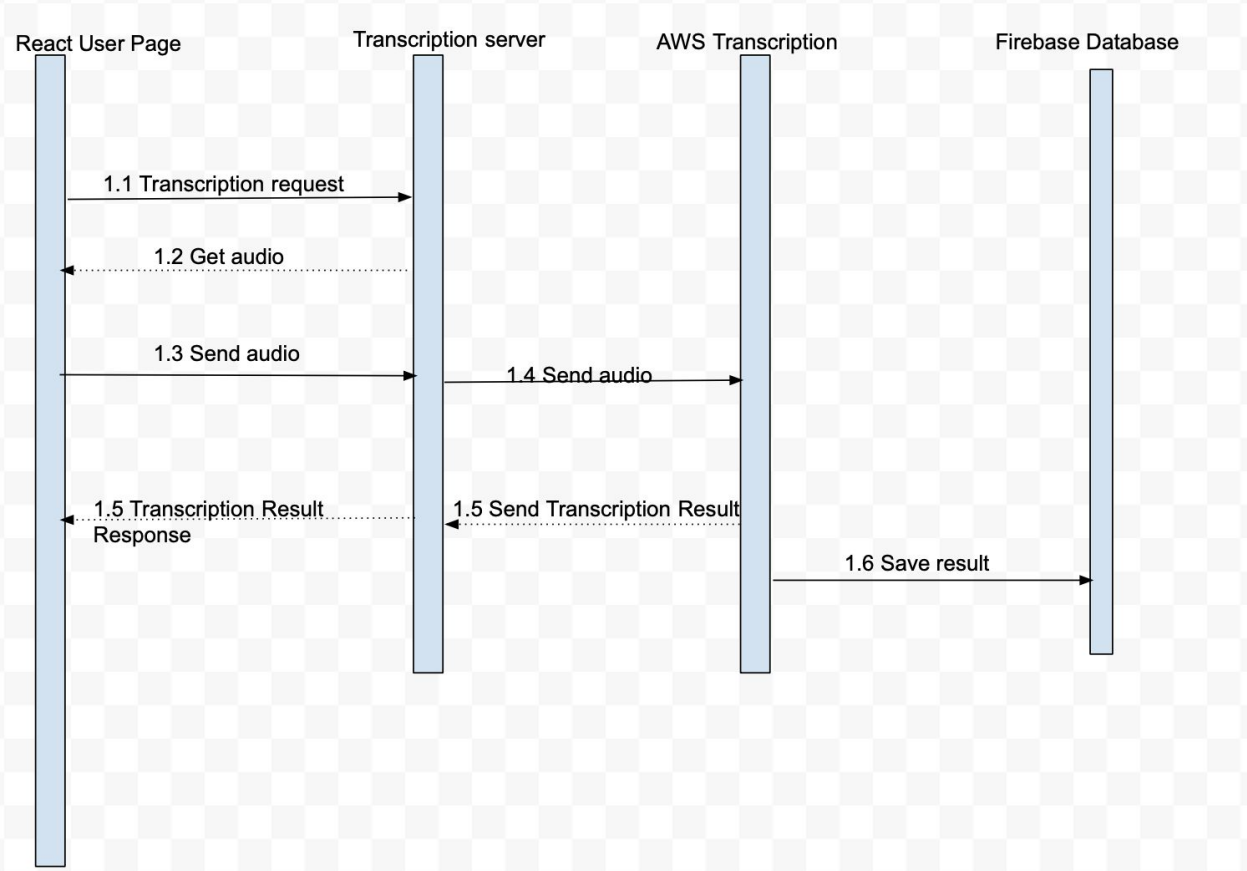 React User Page
Transcription server
AWS Transcription
Firebase Database
1.1 Transcription request
1.2 Get audio
1.3 Send audio
1.4 Send audio
1.5 Transcription Result
Response
1.5 Send Transcription Result
1.6 Save result